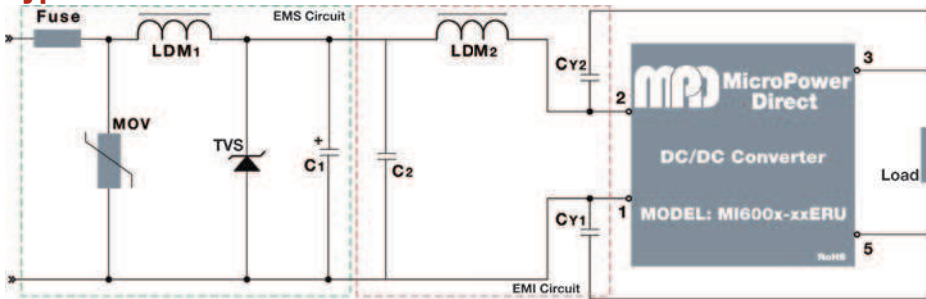 EMS Circuit
Fuse
LDM1
LDM2
CY2
3
2
MPD MicroPower
Direct
MOV
TVS
+
C1
C2
DC/DC Converter
Load
CY1
1
MODEL: MI600x-xxERU
5
RoHS
EMI Circuit